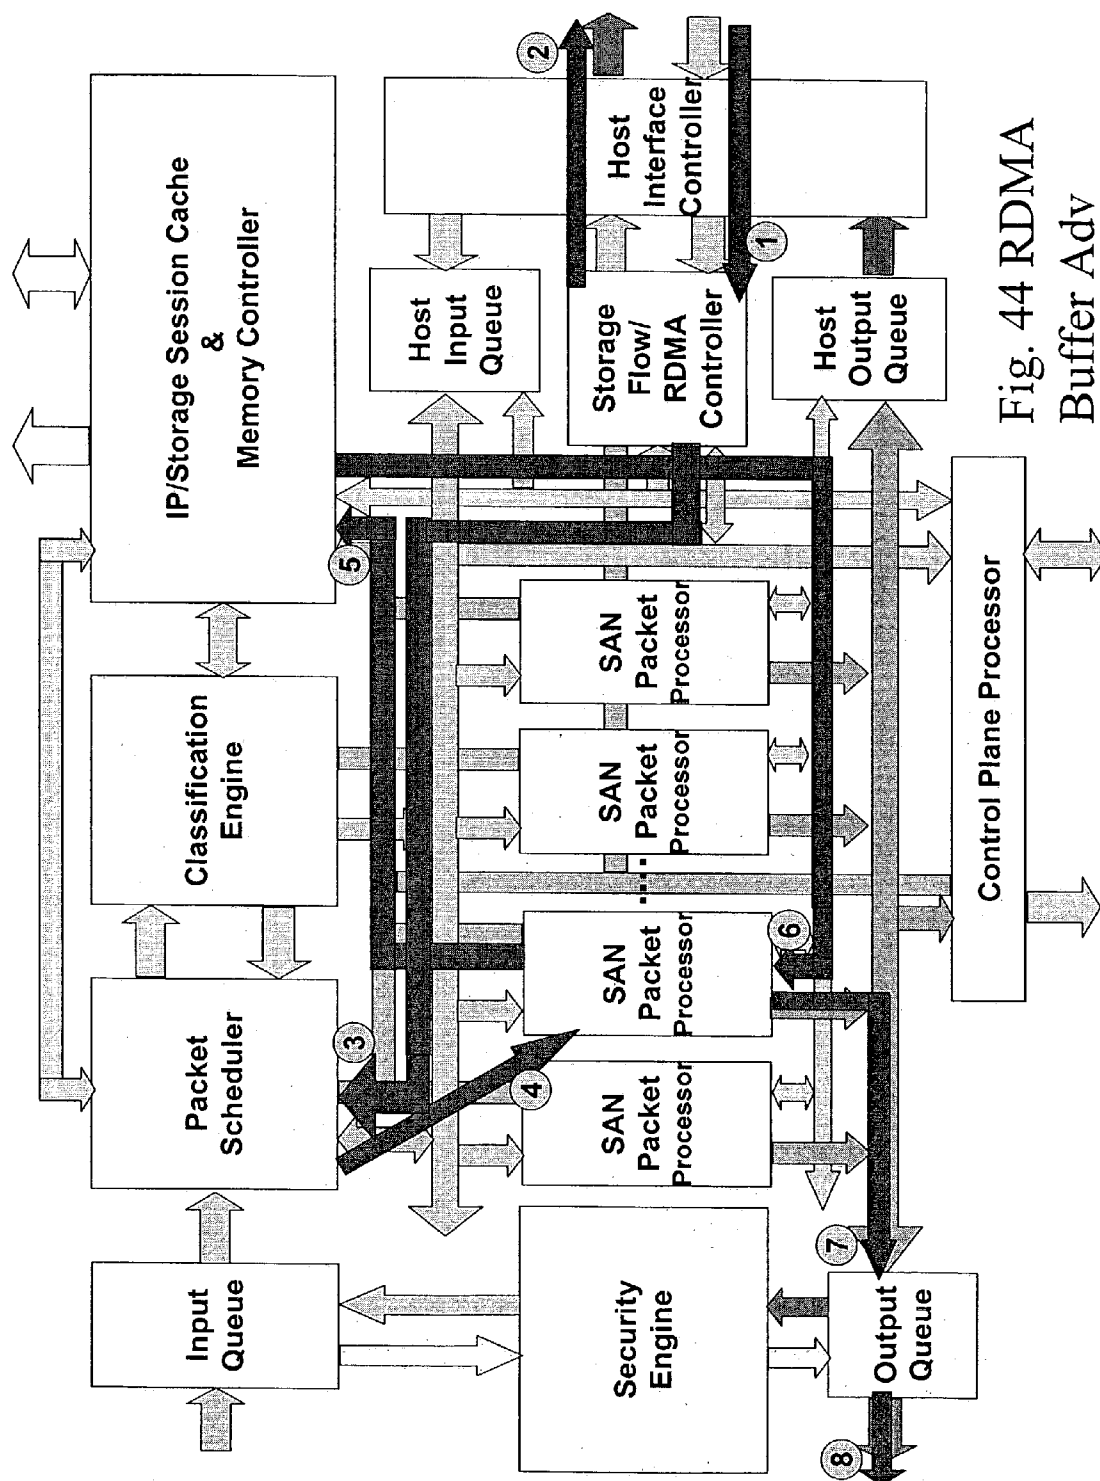 Input
Queue
Packet
Scheduler
Classification
Engine
IP/Storage Session Cache
&
Memory Controller
3
5
Security
Engine
SAN
Packet
Processor
SAN
Packet
Processor
SAN
Packet
Processor
SAN
Packet
Processor
4
6
Host
Input
Queue
Storage
Flow/
RDMA
Controller
Host
Output
Queue
Host
Interface
Controller
1
2
Output
Queue
7
8
Control Plane Processor
Fig. 44 RDMA
Buffer Adv